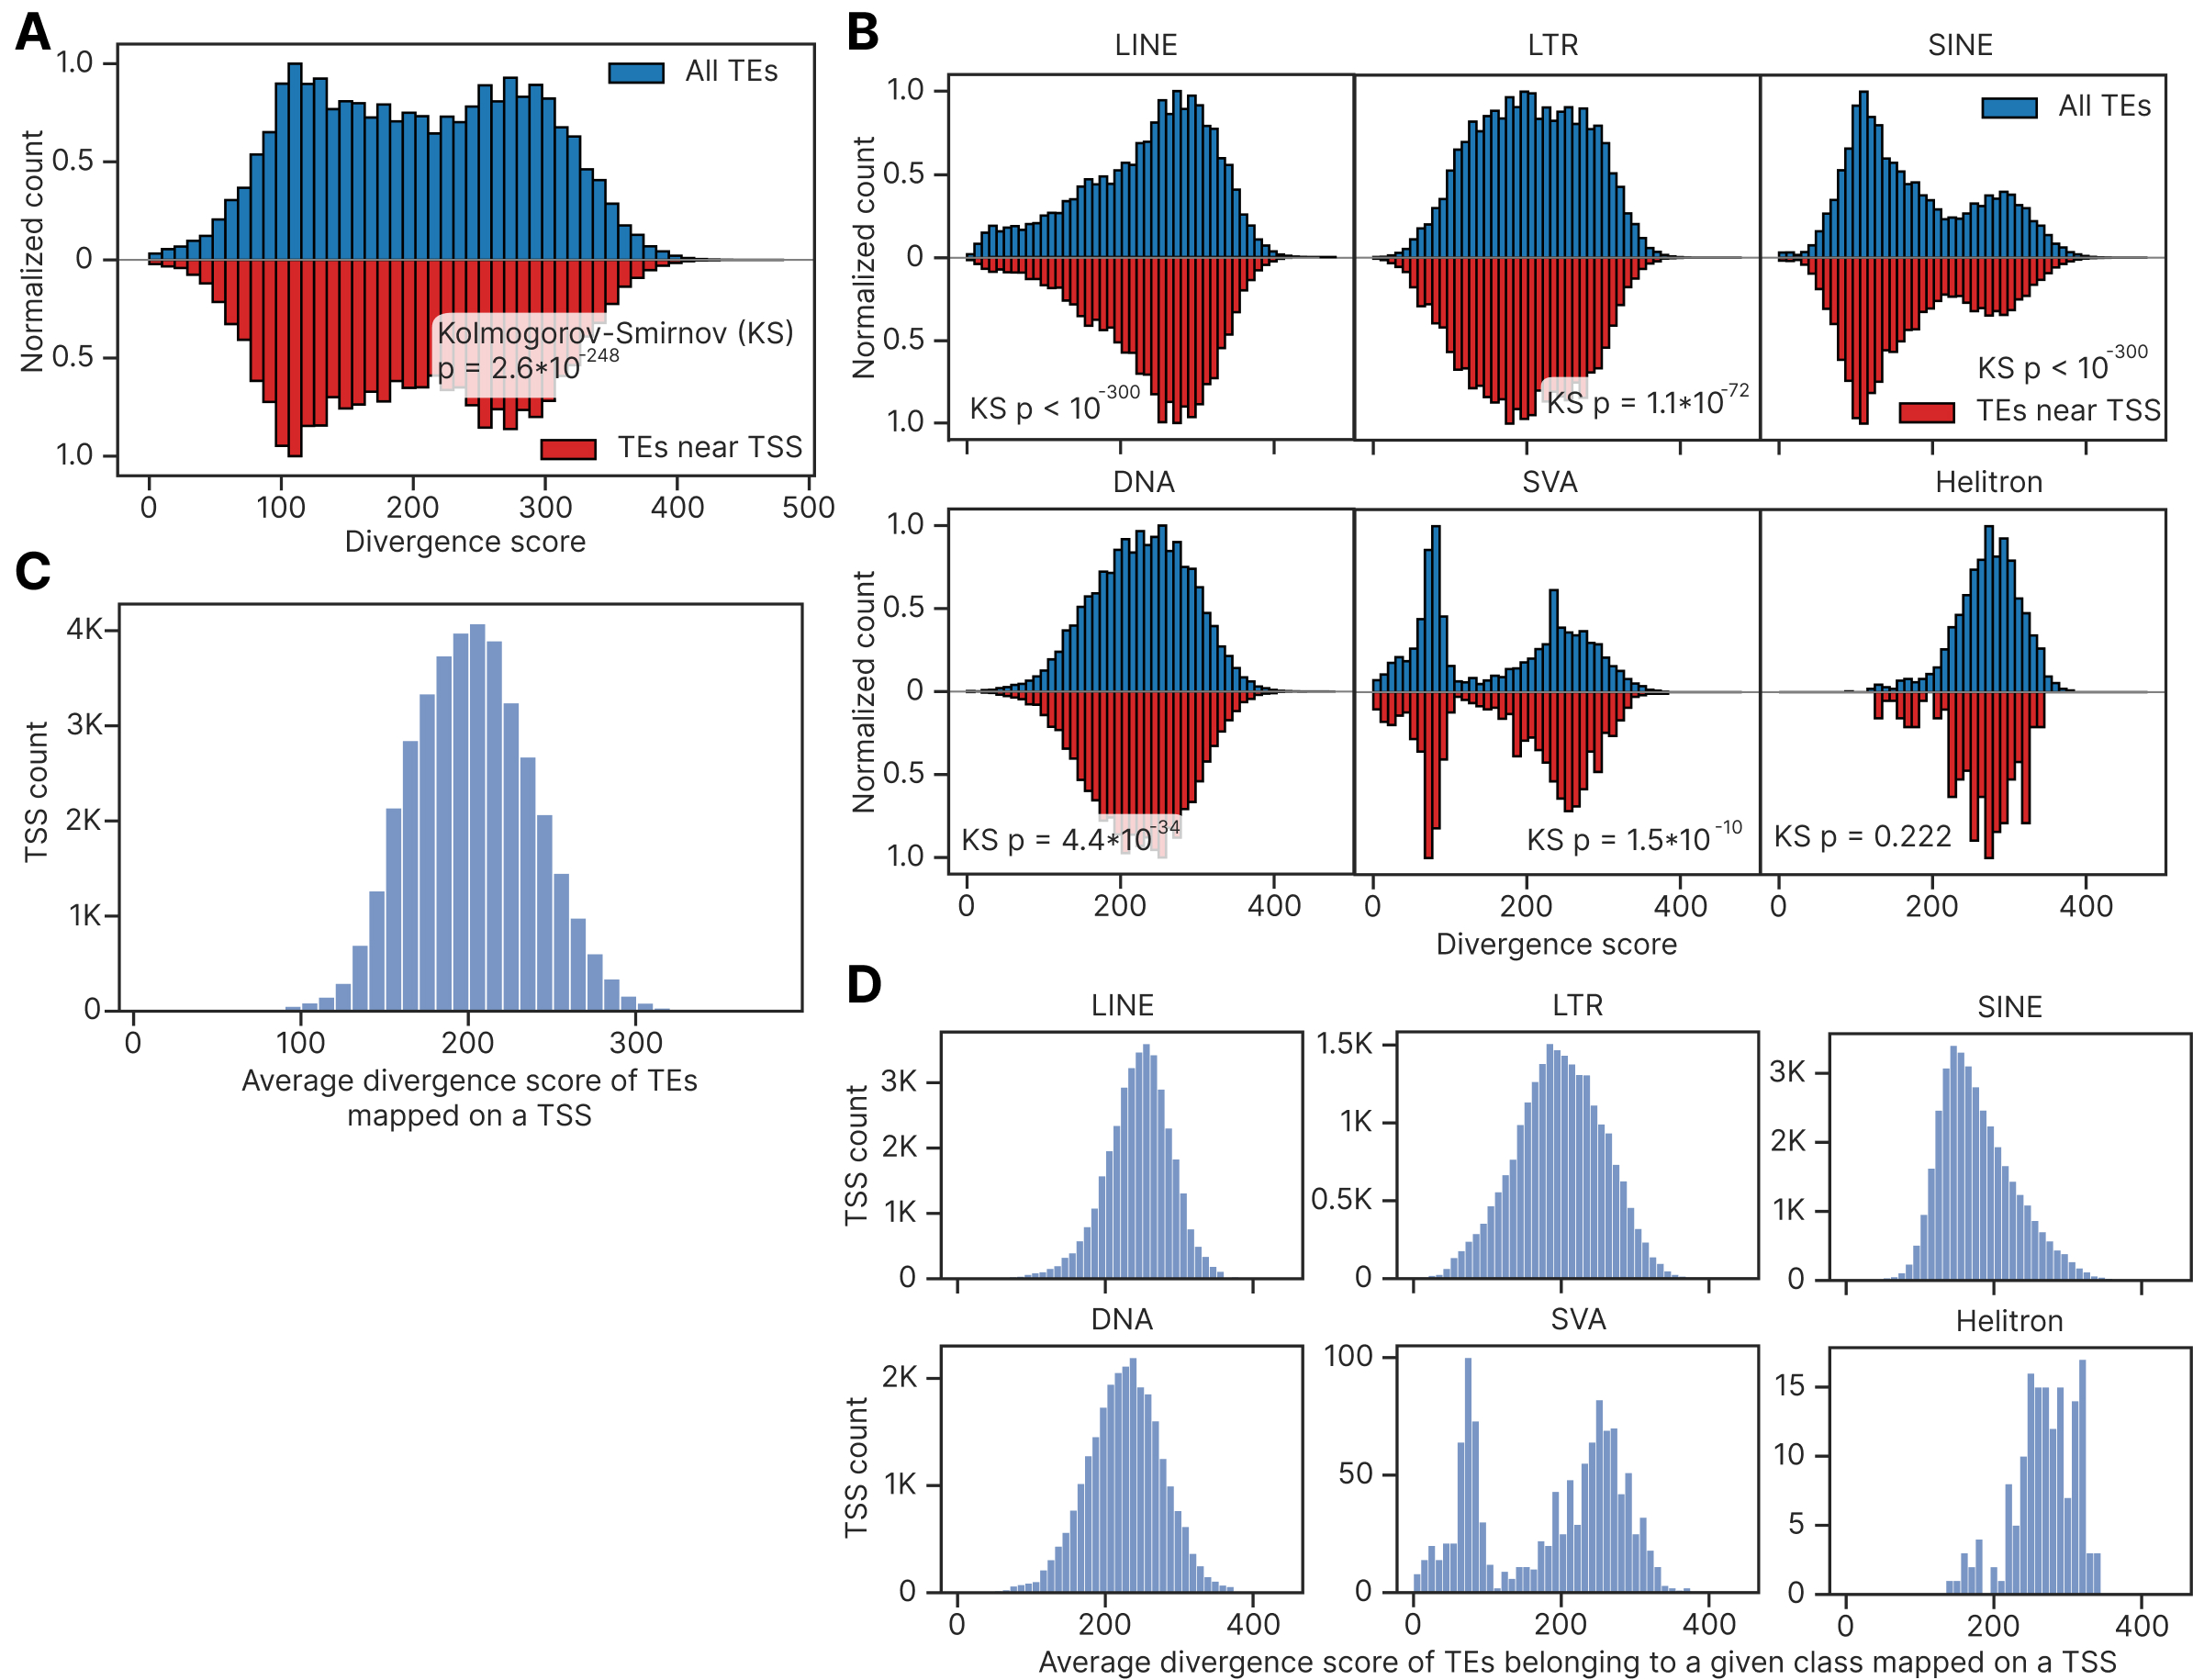 A
1.0
0.5
0
0.5
1.0
Normalized count
All TEs
Kolmogorov-Smirnov (KS)
p = 2.6*10-248
TEs near TSS
0 100 200 300 400 500
Divergence score
B
LINE LTR SINE
1.0
0.5
0
0.5
1.0
Normalized count
All TEs
KS p < 10-300
KS p = 1.1*10-72
KS p < 10-300
TEs near TSS
DNA SVA Helitron
1.0
0.5
0
0.5
1.0
Normalized count
KS p = 4.4*10-34
KS p = 1.5*10-10
KS p = 0.222
0 200 400 0 200 400 0 200 400
Divergence score
C
4K
3K
2K
1K
0
TSS count
0 100 200 300
Average divergence score of TEs
mapped on a TSS
D
LINE LTR SINE
TSS count
3K
2K
1K
0
1.5K
1K
0.5K
0
3K
2K
1K
0
DNA SVA Helitron
TSS count
2K
1K
0
100
50
0
15
10
5
0
0 200 400 0 200 400 0 200 400
Average divergence score of TEs belonging to a given class mapped on a TSS